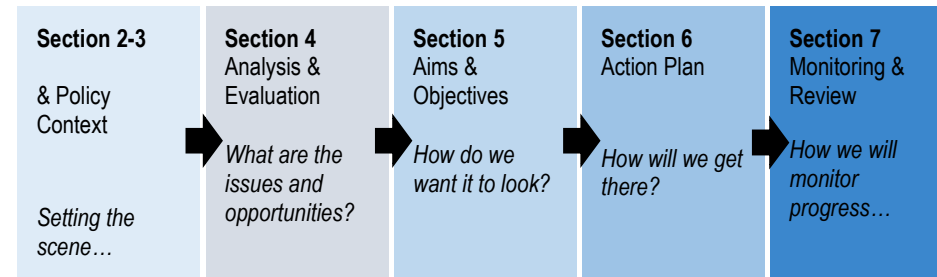 Section 2-3
& Policy
Context
Setting the
scene…
Section 4
Analysis &
Evaluation
What are the
issues and
opportunities?
Section 5
Aims &
Objectives
How do we
want it to look?
Section 6
Action Plan
How will we get
there?
Section 7
Monitoring &
Review
How we will
monitor
progress…